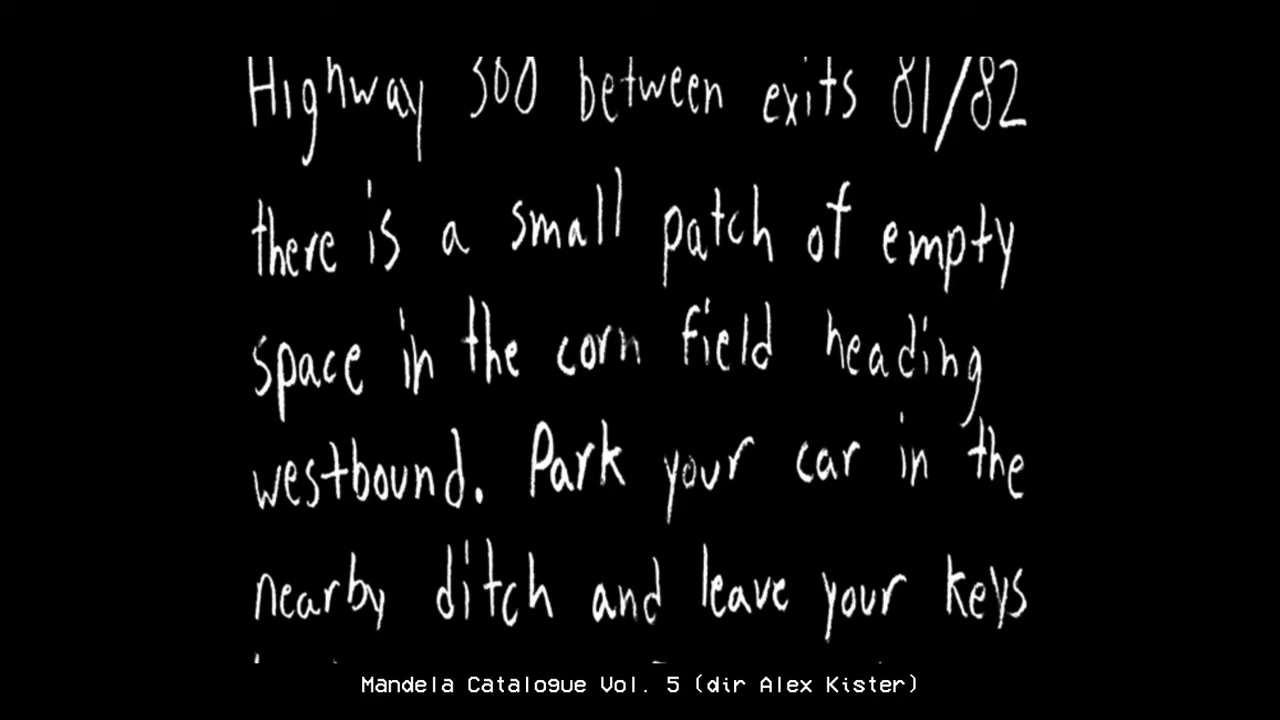 Highway 300 between exits 81/82
there is a small patch of empty
space in the corn field heading
westbound. Park your car in the
nearby ditch and leave your keys
Mandela Catalogue Vol. 5 (dir Alex Kister)